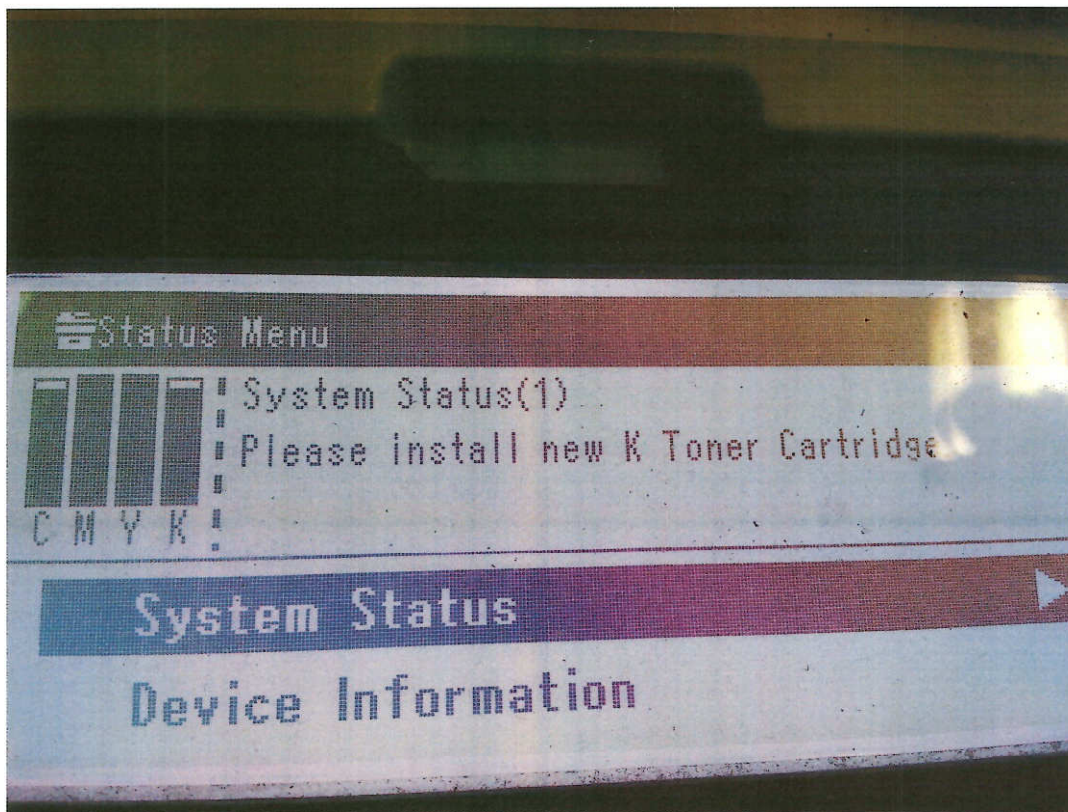 Status Menu
System Status(1)
Please install new K Toner Cartridge
C M Y K
System Status
Device Information